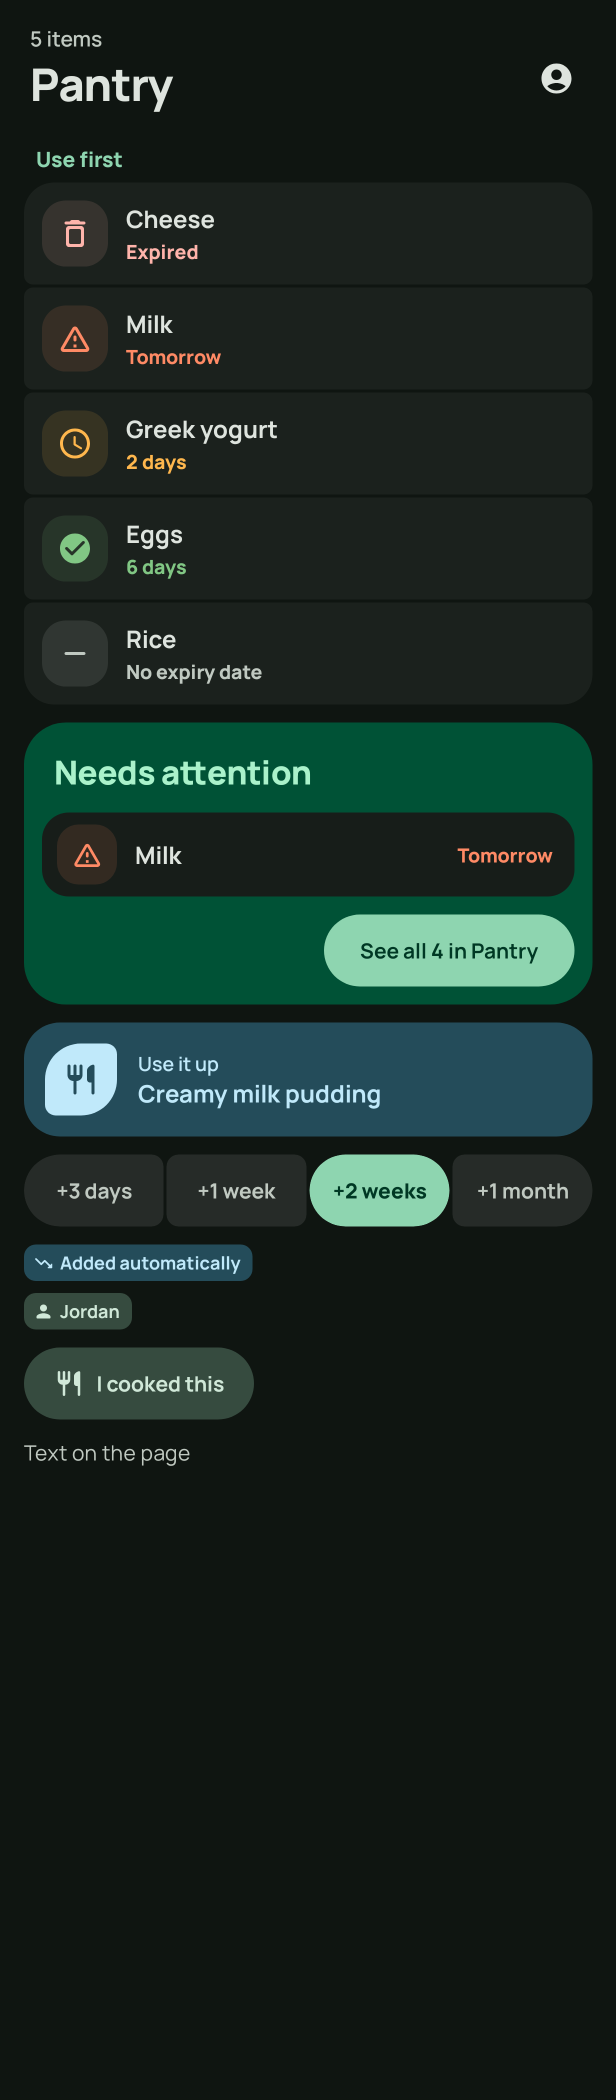 5 items
Pantry
Use first
Cheese
Expired
Milk
Tomorrow
Greek yogurt
2 days
Eggs
6 days
Rice
No expiry date
Needs attention
Milk Tomorrow
See all 4 in Pantry
Use it up
Creamy milk pudding
+3 days +1 week +2 weeks +1 month
Added automatically
Jordan
I cooked this
Text on the page